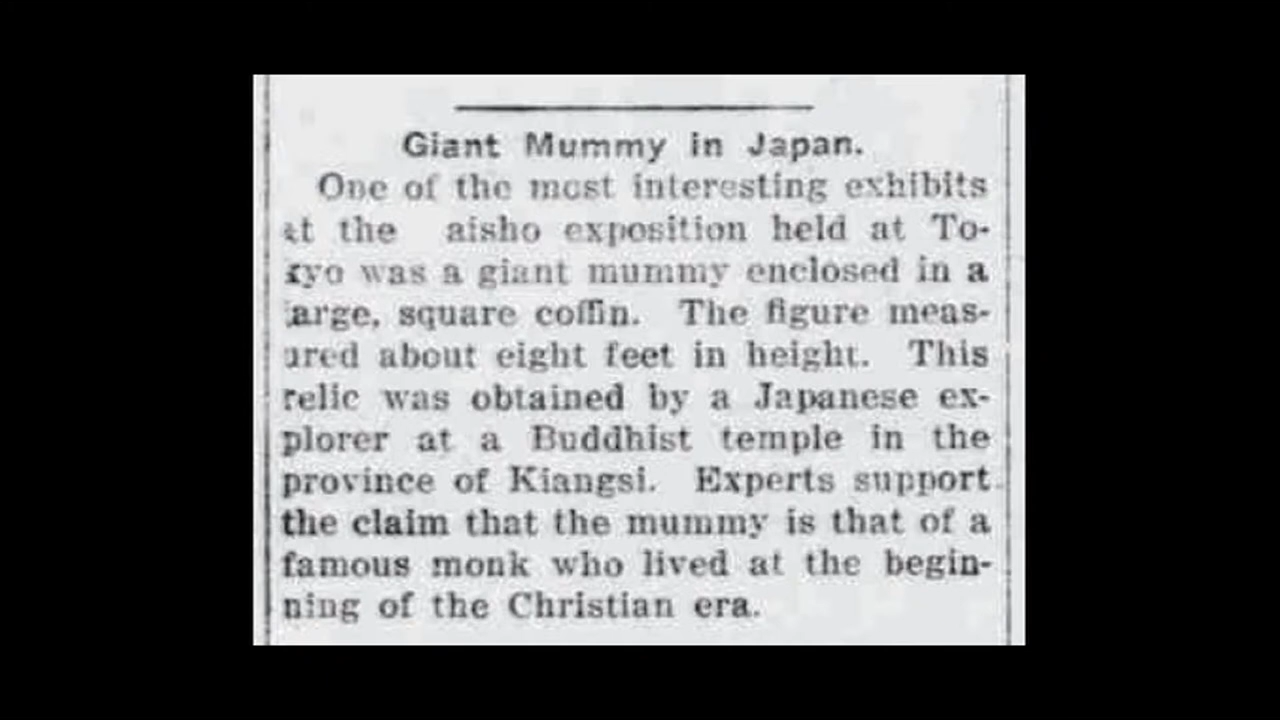 Giant Mummy in Japan.
One of the most interesting exhibits
at the aisho exposition held at To-
kyo was a giant mummy enclosed in a
large, square coffin. The figure meas-
ured about eight feet in height. This
relic was obtained by a Japanese ex-
plorer at a Buddhist temple in the
province of Kiangsi. Experts support
the claim that the mummy is that of a
famous monk who lived at the begin-
ning of the Christian era.